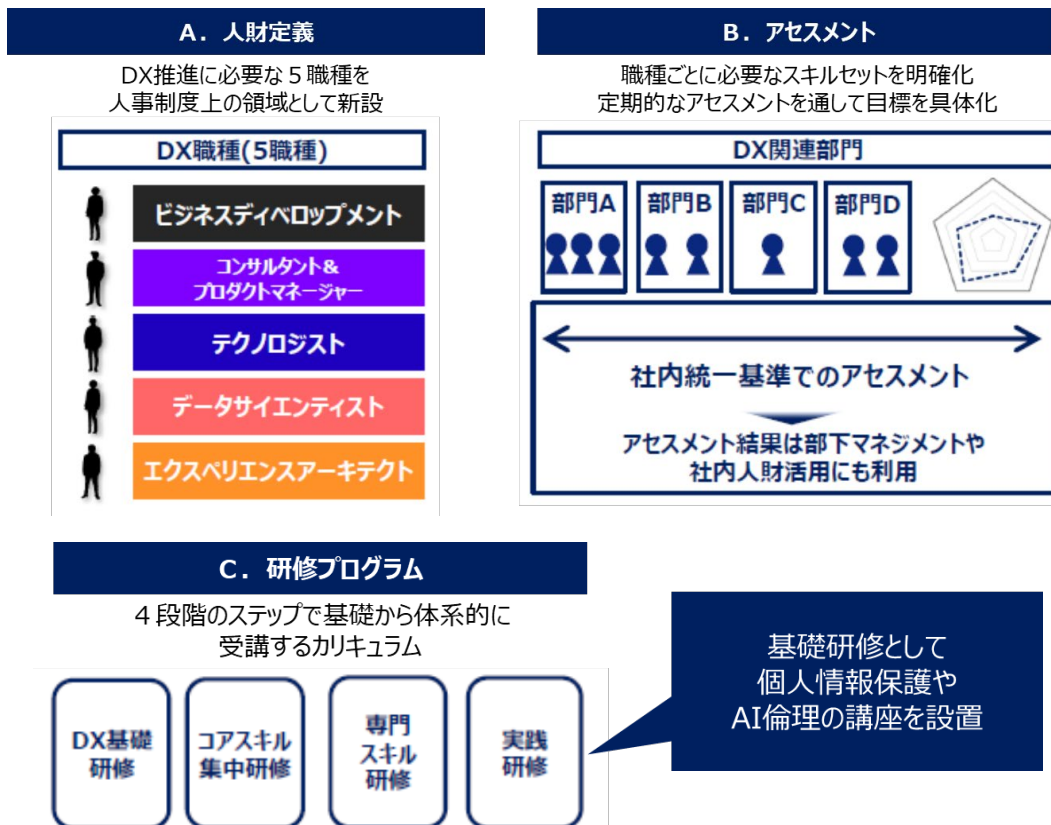 A．人財定義
DX推進に必要な５職種を
人事制度上の領域として新設
DX職種(5職種)
ビジネスディベロップメント
コンサルタント＆
プロダクトマネージャー
テクノロジスト
データサイエンティスト
エクスペリエンスアーキテクト
B．アセスメント
職種ごとに必要なスキルセットを明確化
定期的なアセスメントを通して目標を具体化
DX関連部門
部門A
部門B
部門C
部門D
社内統一基準でのアセスメント
アセスメント結果は部下マネジメントや
社内人財活用にも利用
C．研修プログラム
４段階のステップで基礎から体系的に
受講するカリキュラム
DX基礎
研修
コアスキル
集中研修
専門
スキル
研修
実践
研修
基礎研修として
個人情報保護や
AI倫理の講座を設置